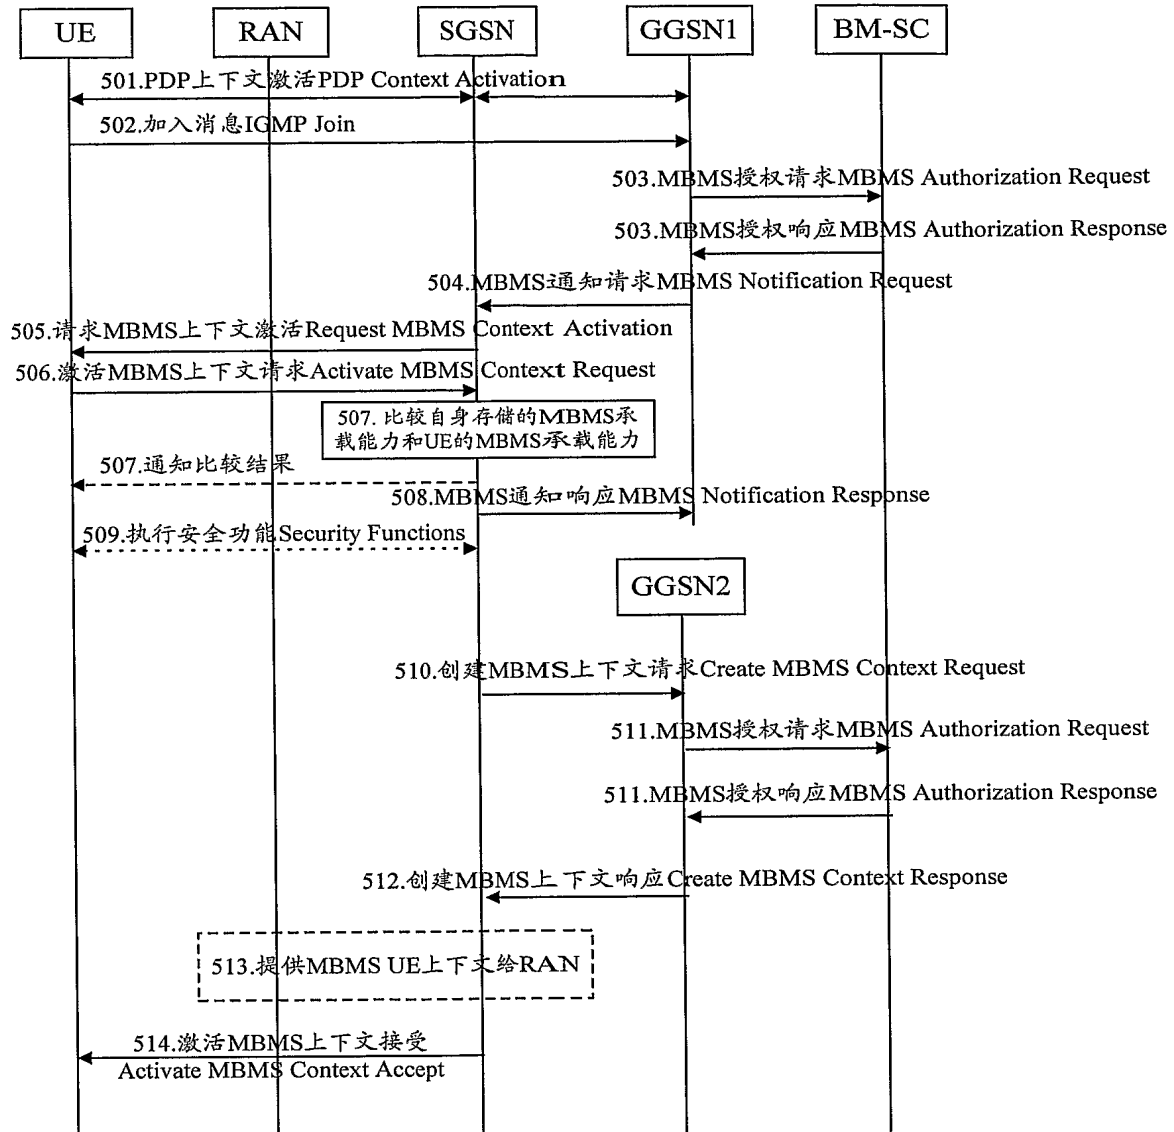 UE
RAN
SGSN
GGSN1
BM-SC
501.PDP上下文激活PDP Context Activation
502.加入消息IGMP Join
503.MBMS授权请求MBMS Authorization Request
503.MBMS授权响应MBMS Authorization Response
504.MBMS通知请求MBMS Notification Request
505.请求MBMS上下文激活Request MBMS Context Activation
506.激活MBMS上下文请求Activate MBMS Context Request
507. 比较自身存储的MBMS承
载能力和UE的MBMS承载能力
507.通知比较结果
508.MBMS通知响应MBMS Notification Response
509.执行安全功能Security Functions
GGSN2
510.创建MBMS上下文请求Create MBMS Context Request
511.MBMS授权请求MBMS Authorization Request
511.MBMS授权响应MBMS Authorization Response
512.创建MBMS上下文响应Create MBMS Context Response
513.提供MBMS UE上下文给RAN
514.激活MBMS上下文接受
Activate MBMS Context Accept